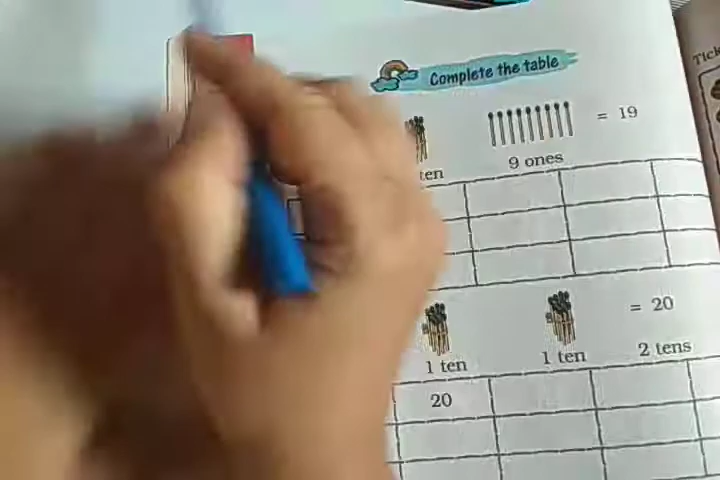 Complete the table
= 19
ten
9 ones
= 20
1 ten
1 ten
2 tens
20